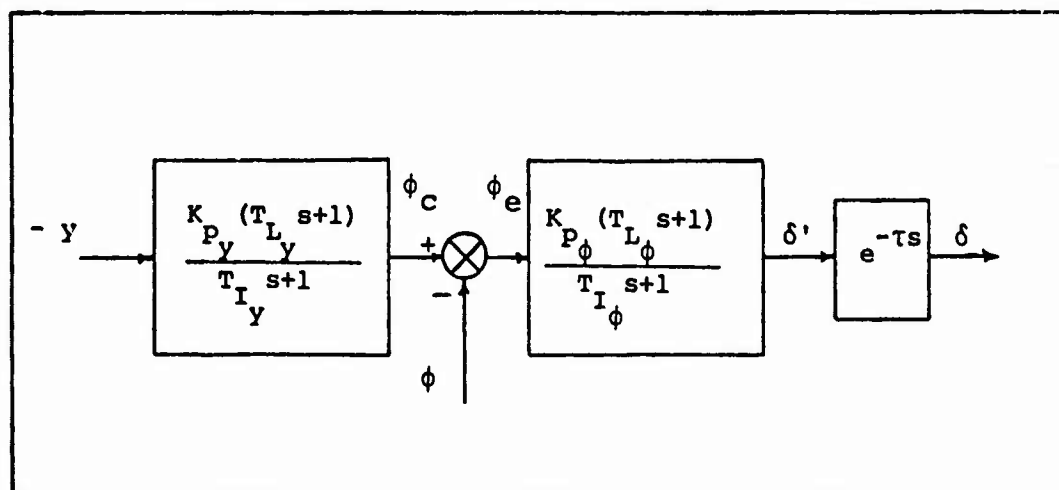 - y
K_{p_y} (T_{L_y} s+1)
T_{I_y} s+1
ϕ_c
+
-
ϕ
ϕ_e
K_{p_ϕ} (T_{L_ϕ} s+1)
T_{I_ϕ} s+1
δ'
e^{-τs}
δ